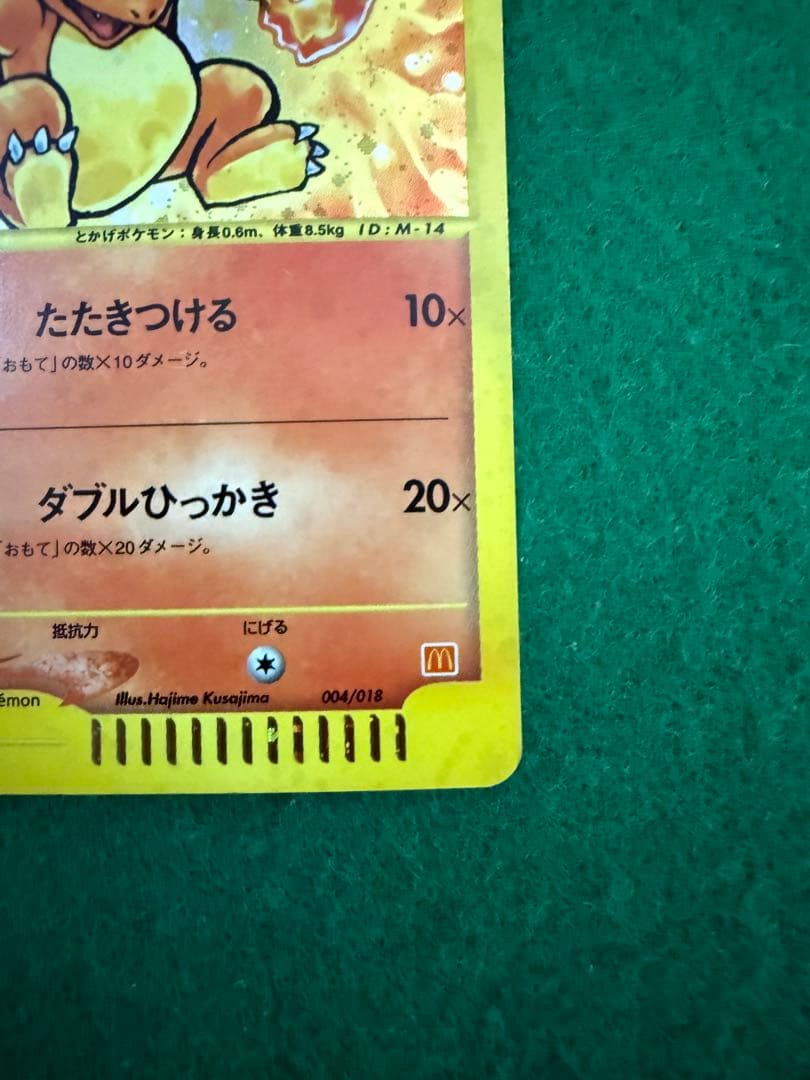 とかげポケモン：身長0.6m、体重8.5kg ID:M-14
たたきつける 10×
「おもて」の数×10ダメージ。
ダブルひっかき 20×
「おもて」の数×20ダメージ。
抵抗力 にげる
émon Illus.Hajime Kusajima 004/018